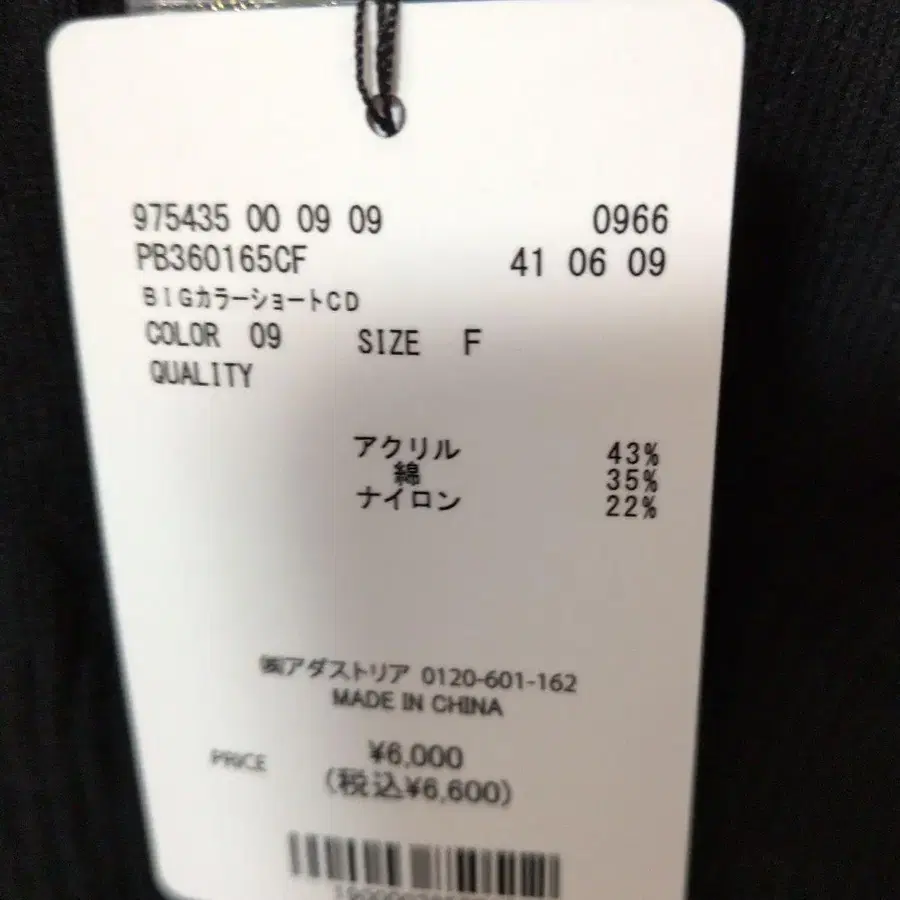 975435 00 09 09 0966
PB360165CF 41 06 09
BIGカラーショートCD
COLOR 09 SIZE F
QUALITY
アクリル 43%
綿 35%
ナイロン 22%
㈱アダストリア 0120-601-162
MADE IN CHINA
PRICE ¥6,000
(税込¥6,600)